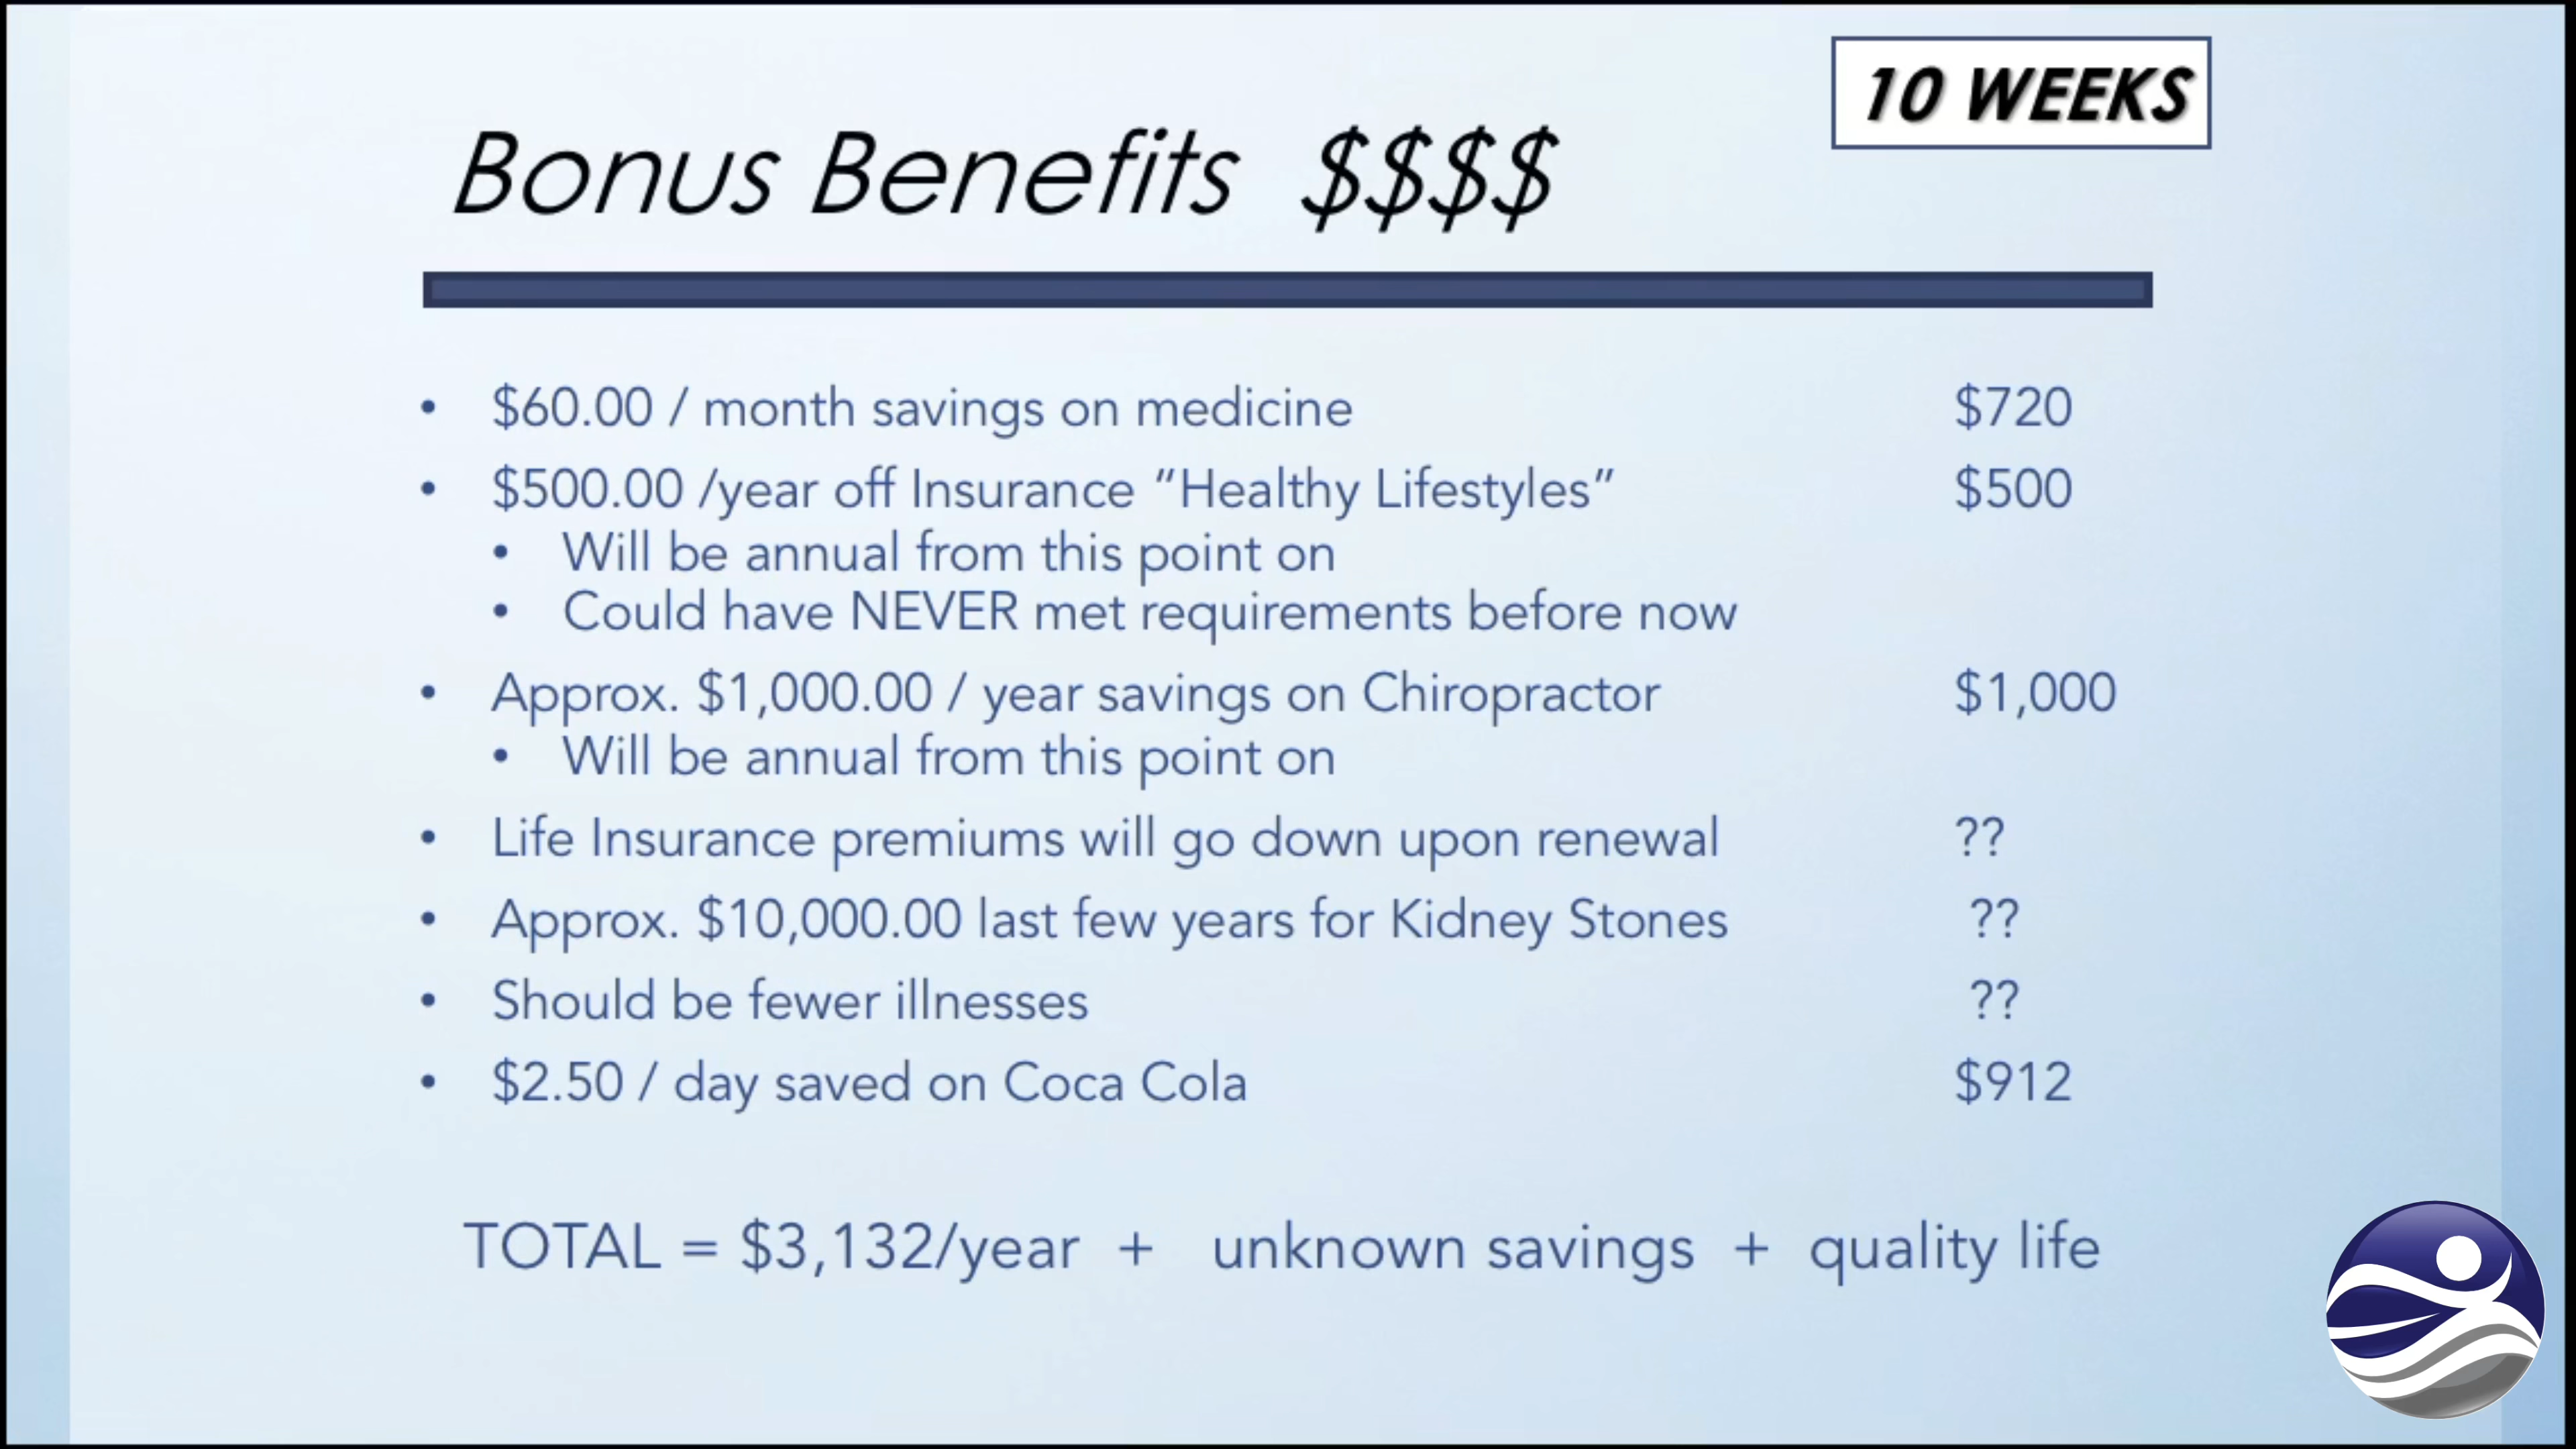 10 WEEKS
Bonus Benefits $$$$
• $60.00 / month savings on medicine $720
• $500.00 /year off Insurance “Healthy Lifestyles” $500
• Will be annual from this point on
• Could have NEVER met requirements before now
• Approx. $1,000.00 / year savings on Chiropractor $1,000
• Will be annual from this point on
• Life Insurance premiums will go down upon renewal ??
• Approx. $10,000.00 last few years for Kidney Stones ??
• Should be fewer illnesses ??
• $2.50 / day saved on Coca Cola $912
TOTAL = $3,132/year + unknown savings + quality life